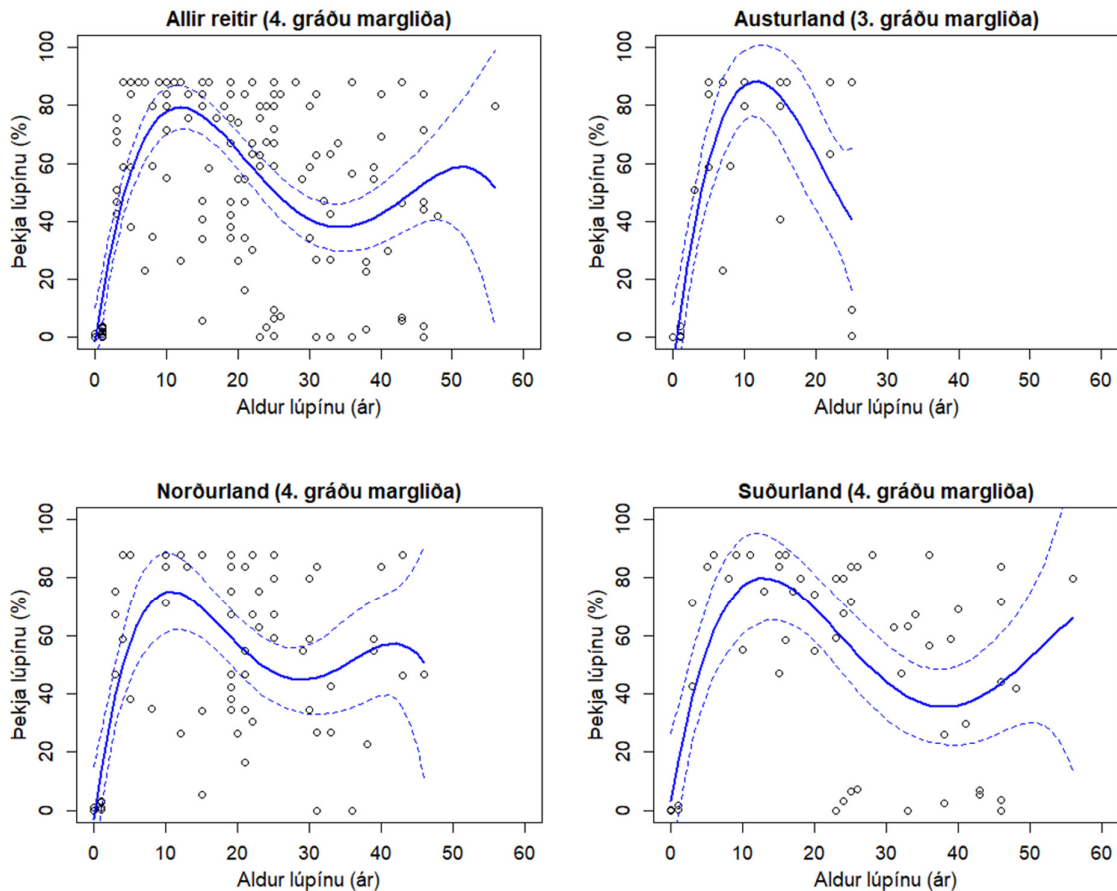 Allir reitir (4. gráðu margliða)
Þekja lúpínu (%)
0 20 40 60 80 100
0 10 20 30 40 50 60
Aldur lúpínu (ár)
Austurland (3. gráðu margliða)
Þekja lúpínu (%)
0 20 40 60 80 100
0 10 20 30 40 50 60
Aldur lúpínu (ár)
Norðurland (4. gráðu margliða)
Þekja lúpínu (%)
0 20 40 60 80 100
0 10 20 30 40 50 60
Aldur lúpínu (ár)
Suðurland (4. gráðu margliða)
Þekja lúpínu (%)
0 20 40 60 80 100
0 10 20 30 40 50 60
Aldur lúpínu (ár)